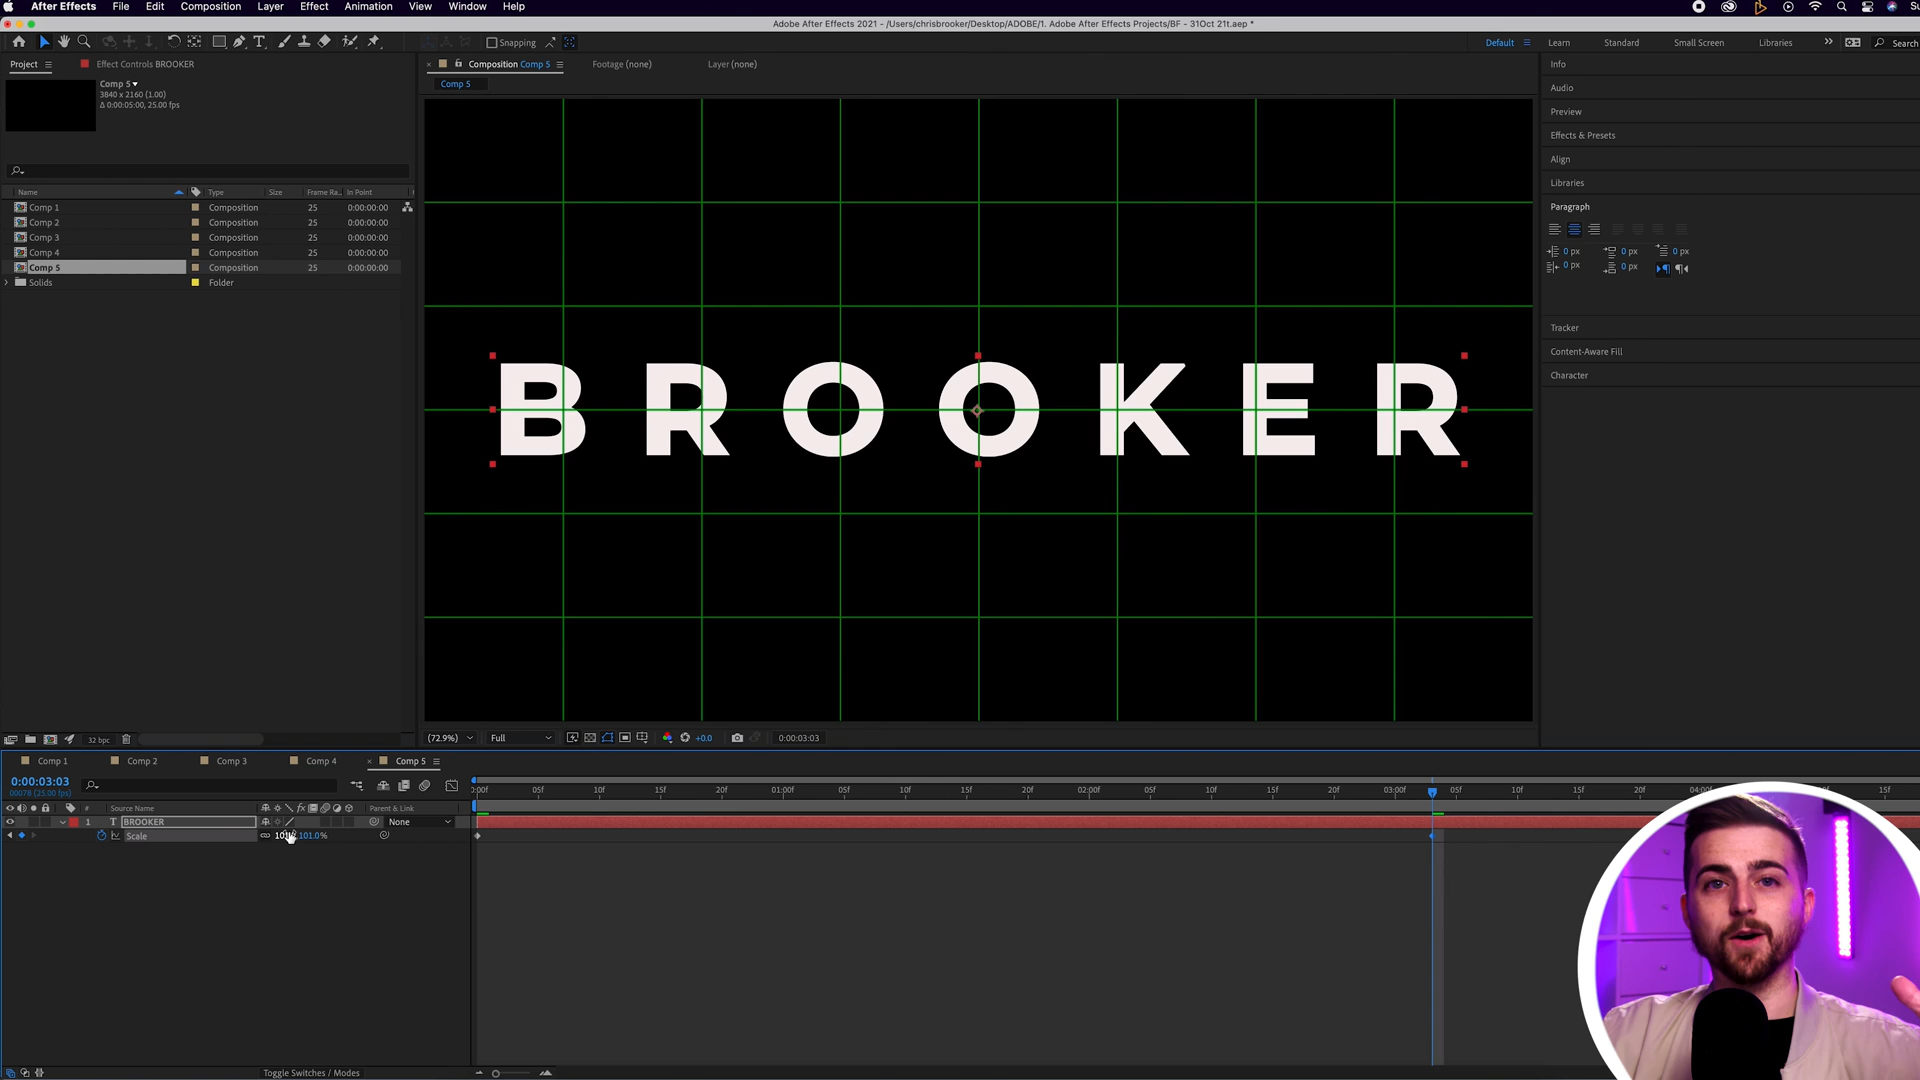 After Effects File Edit Composition Layer Effect Animation View Window Help
Adobe After Effects 2021 - /Users/chrisbrooker/Desktop/ADOBE/1. Adobe After Effects Projects/BF - 31Oct 21t.aep *
Snapping
Default Learn Standard Small Screen Libraries Search
Project Effect Controls BROOKER
Composition Comp 5 Footage (none) Layer (none)
Comp 5
Comp 5
3840 x 2160 (1.00)
Δ 0:00:05:00, 25.00 fps
Name Type Size Frame Ra.. In Point
Comp 1 Composition 25 0:00:00:00
Comp 2 Composition 25 0:00:00:00
Comp 3 Composition 25 0:00:00:00
Comp 4 Composition 25 0:00:00:00
Comp 5 Composition 25 0:00:00:00
Solids Folder
BROOKER
Info
Audio
Preview
Effects & Presets
Align
Libraries
Paragraph
0 px 0 px 0 px
0 px 0 px
Tracker
Content-Aware Fill
Character
32 bpc
(72.9%) Full +0.0 0:00:03:03
Comp 1 Comp 2 Comp 3 Comp 4 Comp 5
0:00:03:03
00078 (25.00 fps)
# Source Name Parent & Link
1 T BROOKER None
Scale 101.0%
:00f 05f 10f 15f 20f 01:00f 05f 10f 15f 20f 02:00f 05f 10f 15f 20f 05f 10f 15f 20f 04:00f 15f
Toggle Switches / Modes